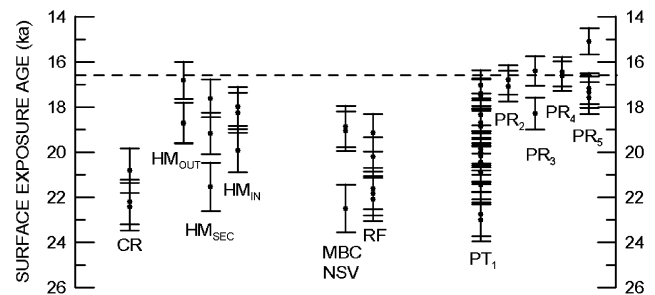 SURFACE EXPOSURE AGE (ka)
14
16
18
20
22
24
26
14
16
18
20
22
24
26
CR
HM_OUT
HM_SEC
HM_IN
MBC
NSV
RF
PT_1
PR_2
PR_3
PR_4
PR_5